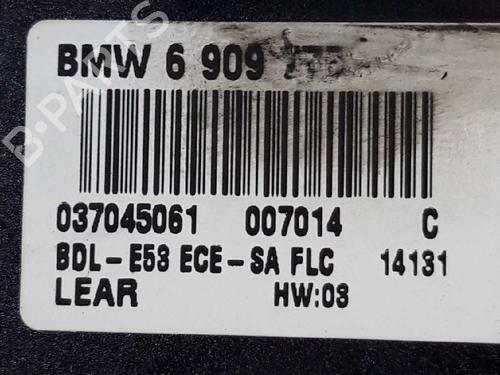 BMW 6 909
037045061 007014 C
BDL-E53 ECE-SA FLC 14131
LEAR HW:03